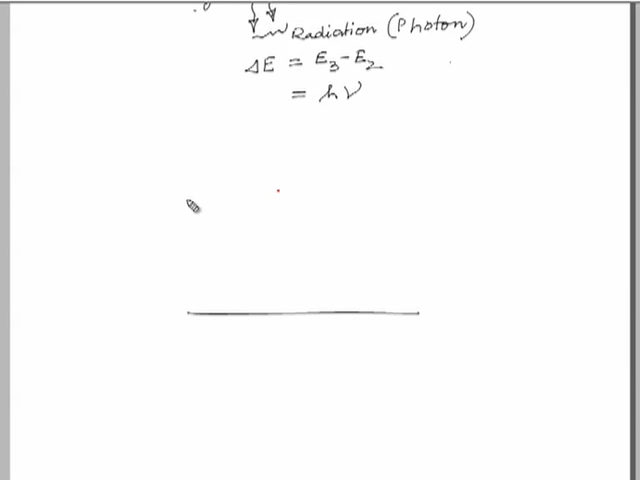 Radiation (Photon)
ΔE = E₃-E₂
= hν